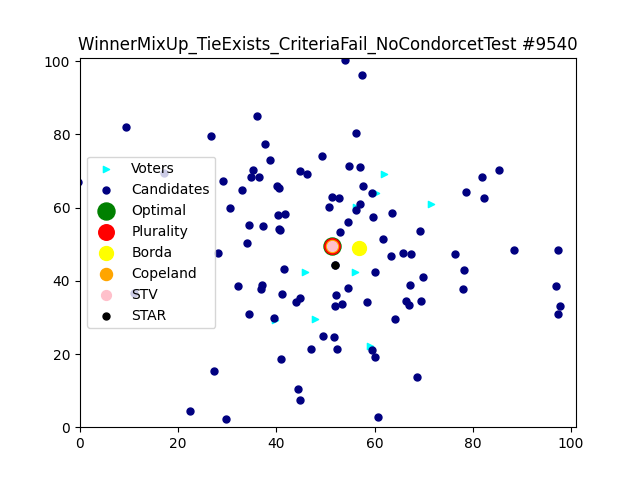 WinnerMixUp_TieExists_CriteriaFail_NoCondorcetTest #9540
100
80
60
40
20
0
Voters
Candidates
Optimal
Plurality
Borda
Copeland
STV
STAR
0 20 40 60 80 100